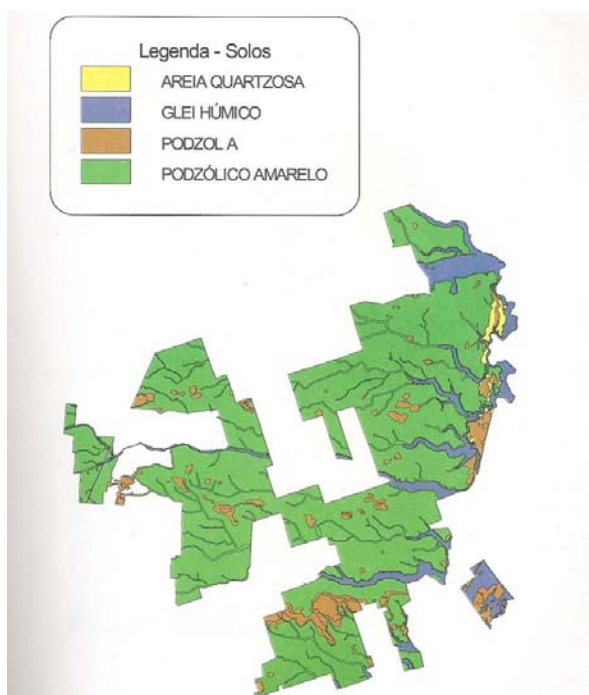 Legenda - Solos
AREIA QUARTZOSA
GLEI HÚMICO
PODZOL A
PODZÓLICO AMARELO